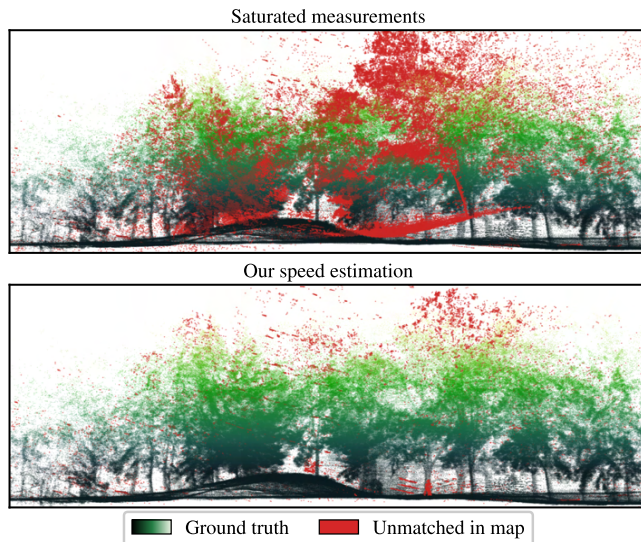 Saturated measurements
Our speed estimation
Ground truth
Unmatched in map